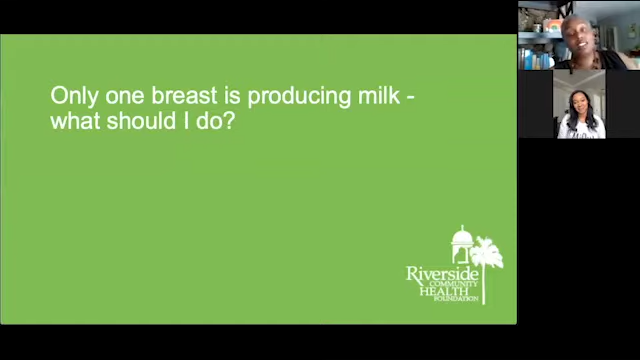 Only one breast is producing milk -
what should I do?
Riverside
COMMUNITY
HEALTH
FOUNDATION